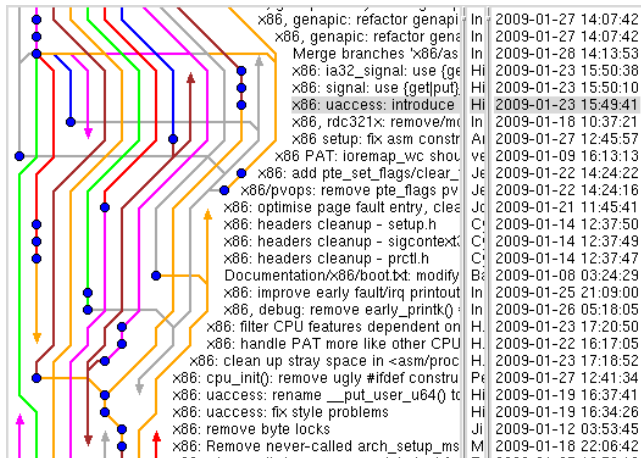 x86, genapic: refactor genapi In 2009-01-27 14:07:42
x86, genapic: refactor gena In 2009-01-27 14:07:42
Merge branches 'x86/as In 2009-01-28 14:13:53
x86: ia32_signal: use {ge Hi 2009-01-23 15:50:38
x86: signal: use {get|put} Hi 2009-01-23 15:50:10
x86: uaccess: introduce Hi 2009-01-23 15:49:41
x86, rdc321x: remove/mo In 2009-01-18 10:37:21
x86 setup: fix asm constr A 2009-01-27 12:45:57
x86 PAT: ioremap_wc shou ve 2009-01-09 16:13:13
x86: add pte_set_flags/clear_ Je 2009-01-22 14:24:22
x86/pvops: remove pte_flags pv Je 2009-01-22 14:24:16
x86: optimise page fault entry, clea Jo 2009-01-21 11:45:41
x86: headers cleanup - setup.h C 2009-01-14 12:37:50
x86: headers cleanup - sigcontext3 C 2009-01-14 12:37:49
x86: headers cleanup - prctl.h C 2009-01-14 12:37:47
Documentation/x86/boot.txt: modify Ba 2009-01-08 03:24:29
x86: improve early fault/irq printout In 2009-01-25 21:09:00
x86, debug: remove early_printk() In 2009-01-26 05:18:05
x86: filter CPU features dependent on H. 2009-01-23 17:20:50
x86: handle PAT more like other CPU H. 2009-01-22 16:17:05
x86: clean up stray space in <asm/proc H. 2009-01-23 17:18:52
x86: cpu_init(): remove ugly #ifdef constru Pe 2009-01-27 12:41:34
x86: uaccess: rename __put_user_u64() to Hi 2009-01-19 16:37:41
x86: uaccess: fix style problems Hi 2009-01-19 16:34:26
x86: remove byte locks Ji 2009-01-12 03:53:45
x86: Remove never-called arch_setup_ms M 2009-01-18 22:06:42